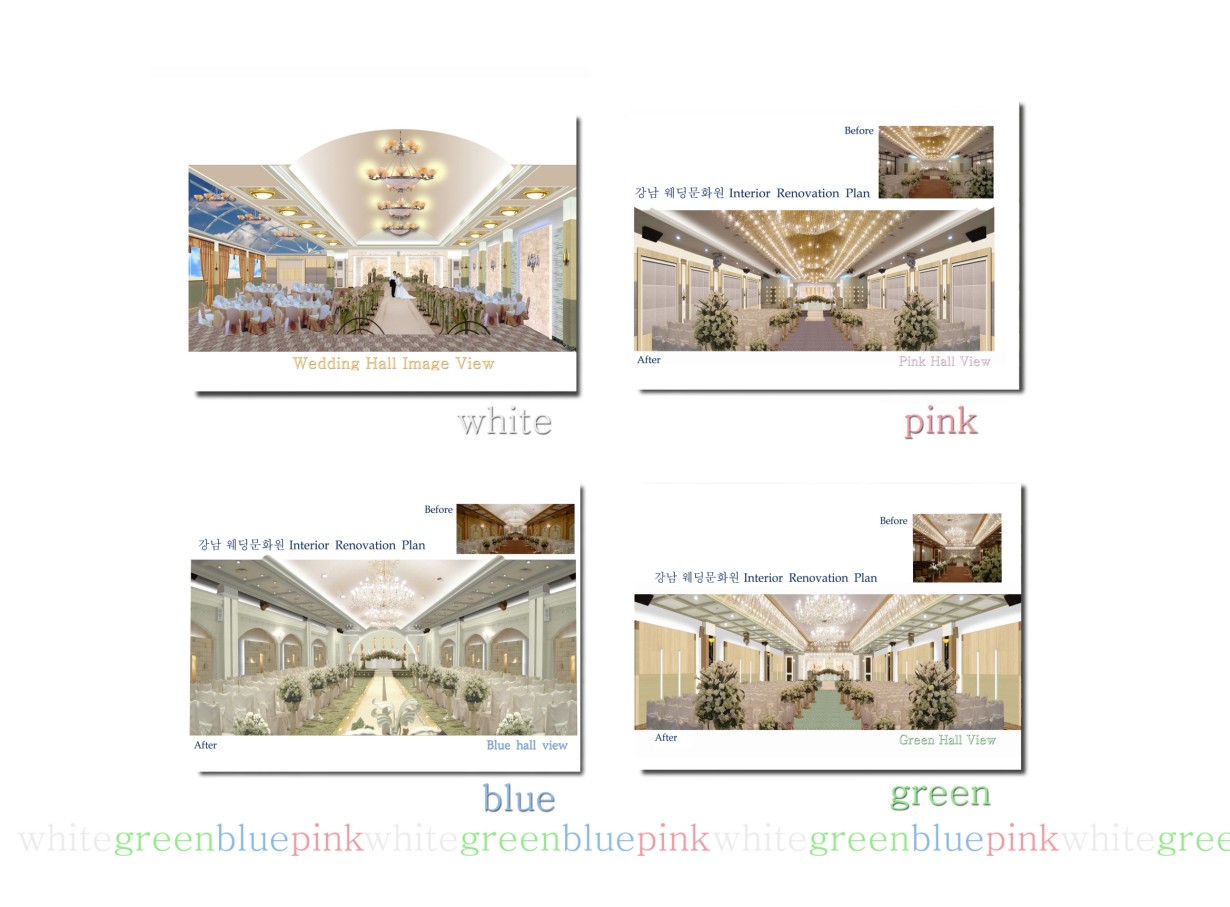 Wedding Hall Image View
white
Before
강남 웨딩문화원 Interior Renovation Plan
After
Pink Hall View
pink
Before
강남 웨딩문화원 Interior Renovation Plan
After
Blue hall view
blue
Before
강남 웨딩문화원 Interior Renovation Plan
After
Green Hall View
green
whitegreenbluepinkwhitegreenbluepinkwhitegreenbluepinkwhitegree